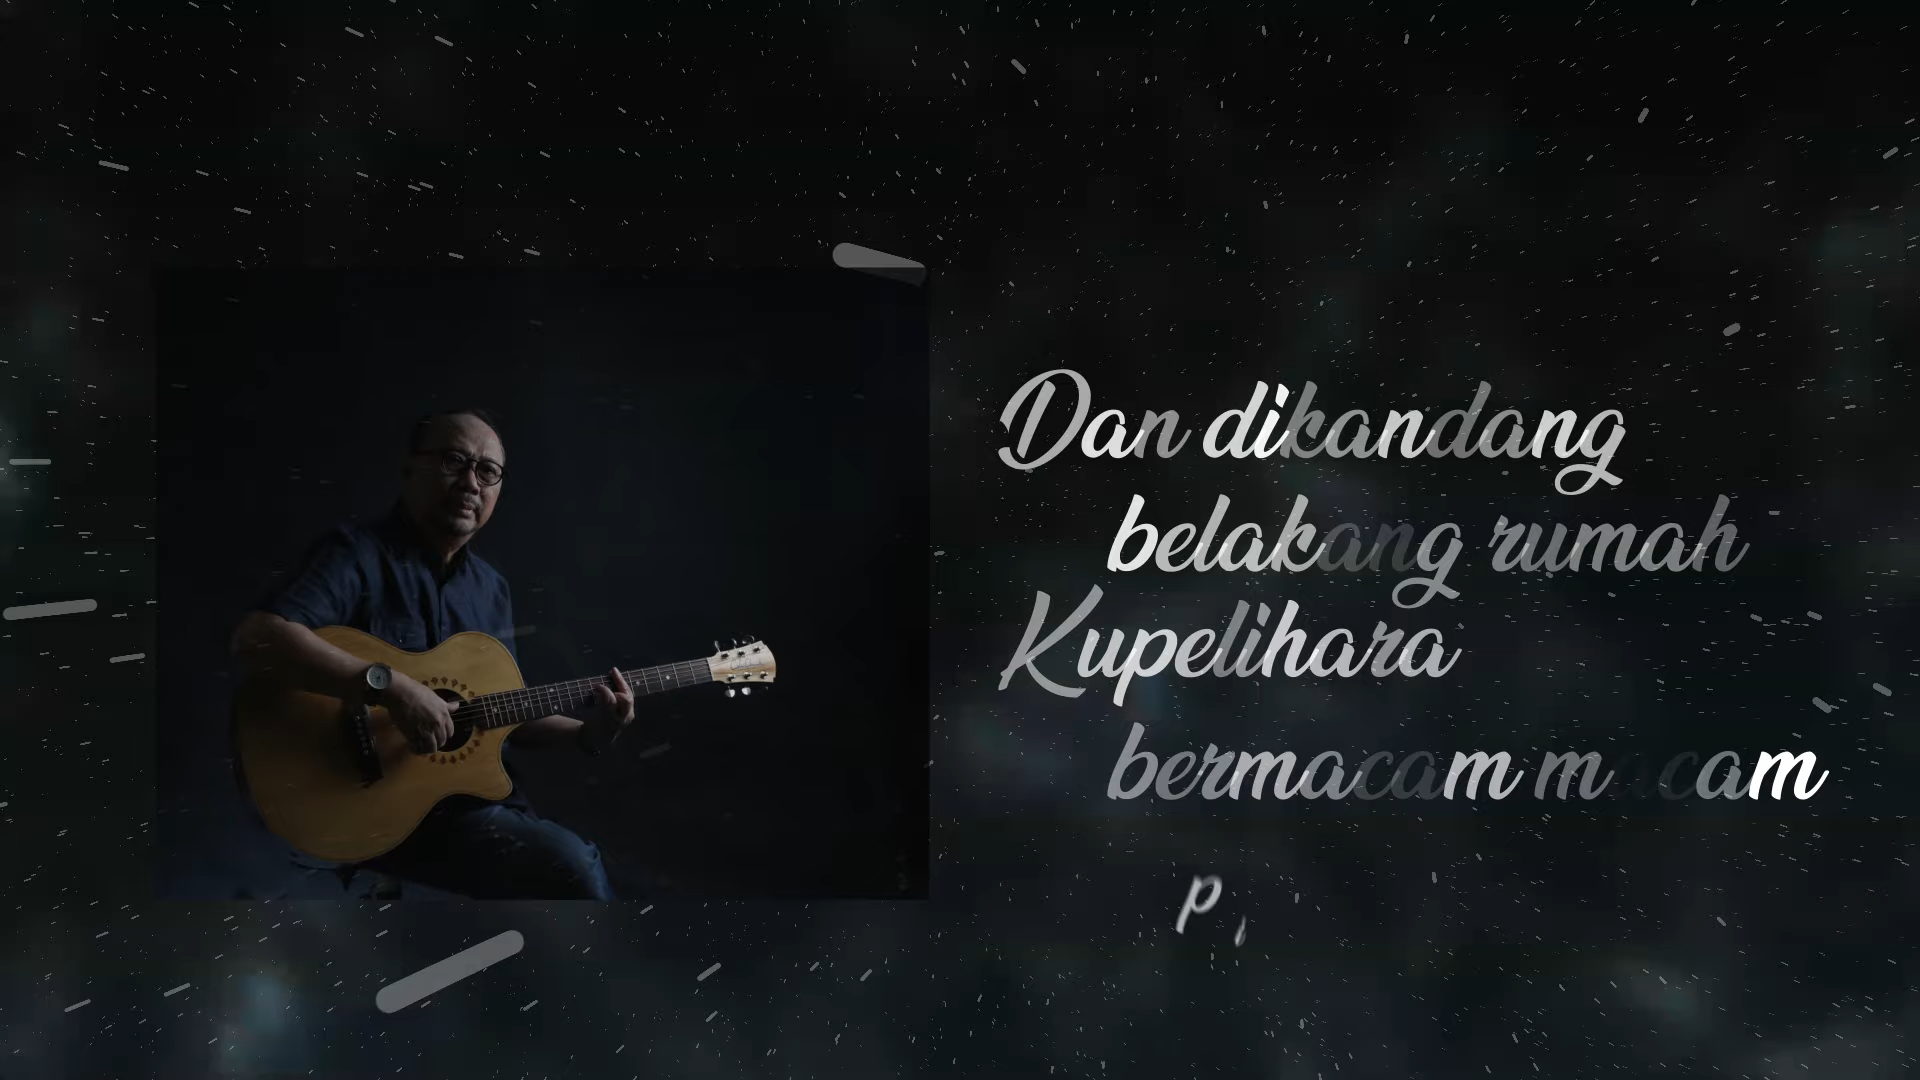 Dan dikandang
belakang rumah
Kupelihara
bermacam macam
p